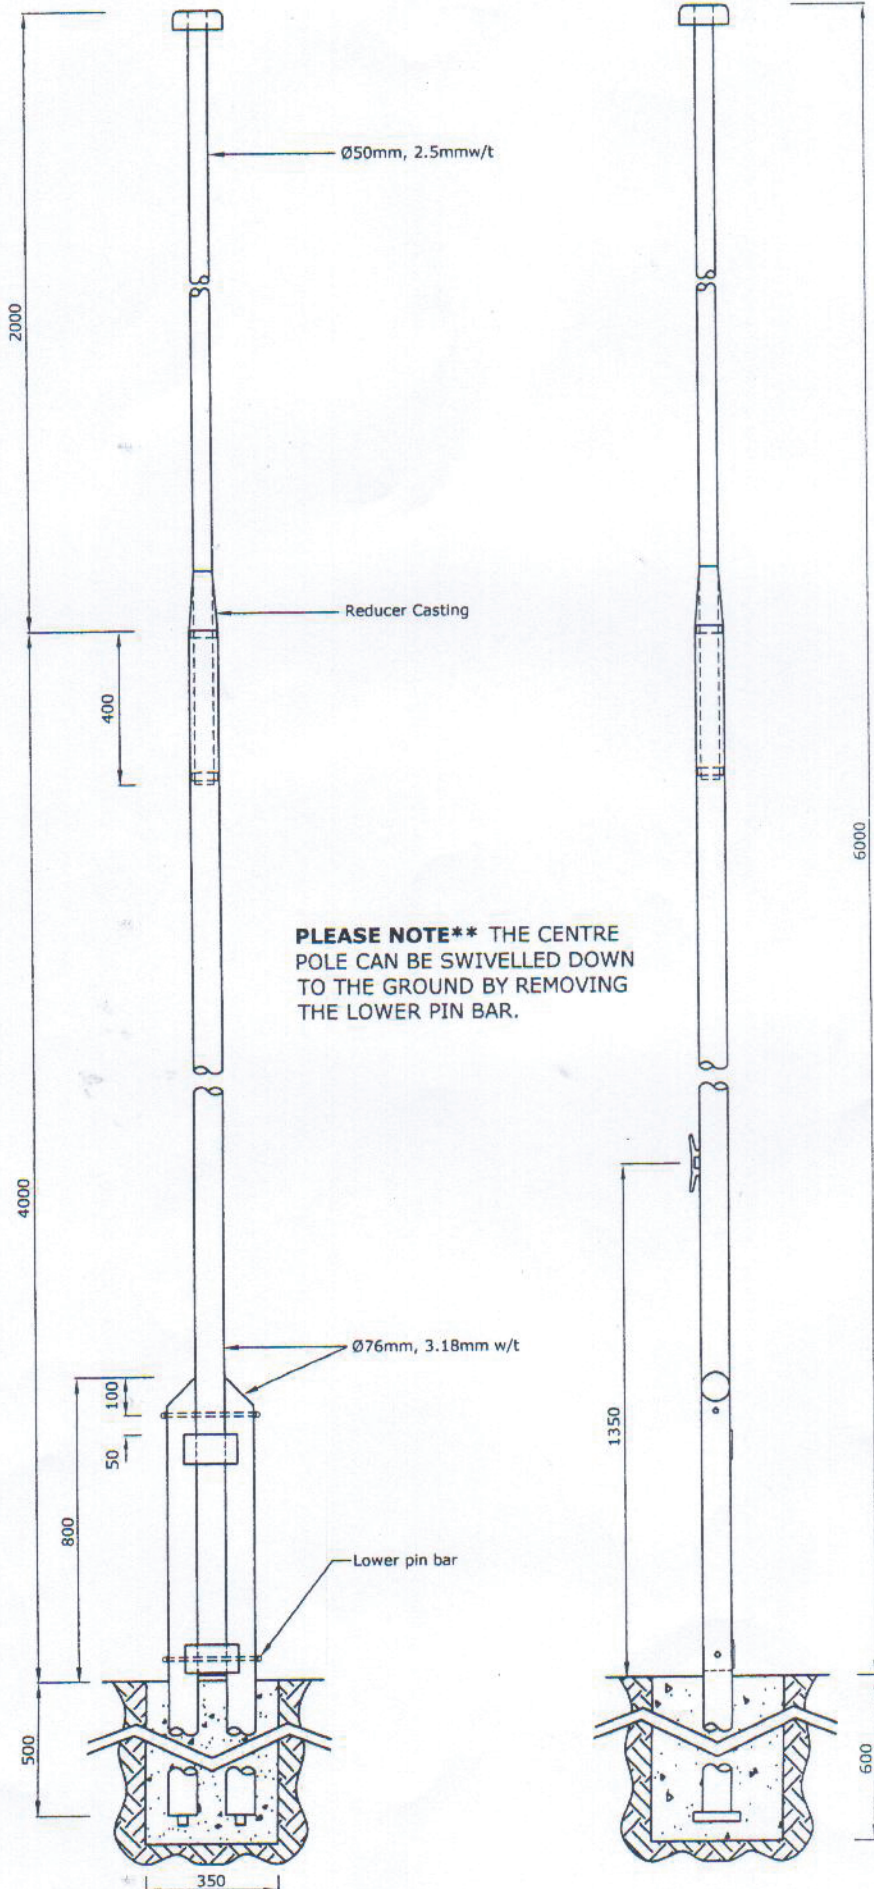 Ø50mm, 2.5mmw/t
2000
Reducer Casting
400
6000
PLEASE NOTE** THE CENTRE
POLE CAN BE SWIVELLED DOWN
TO THE GROUND BY REMOVING
THE LOWER PIN BAR.
4000
Ø76mm, 3.18mm w/t
100
50
1350
800
Lower pin bar
500
600
350